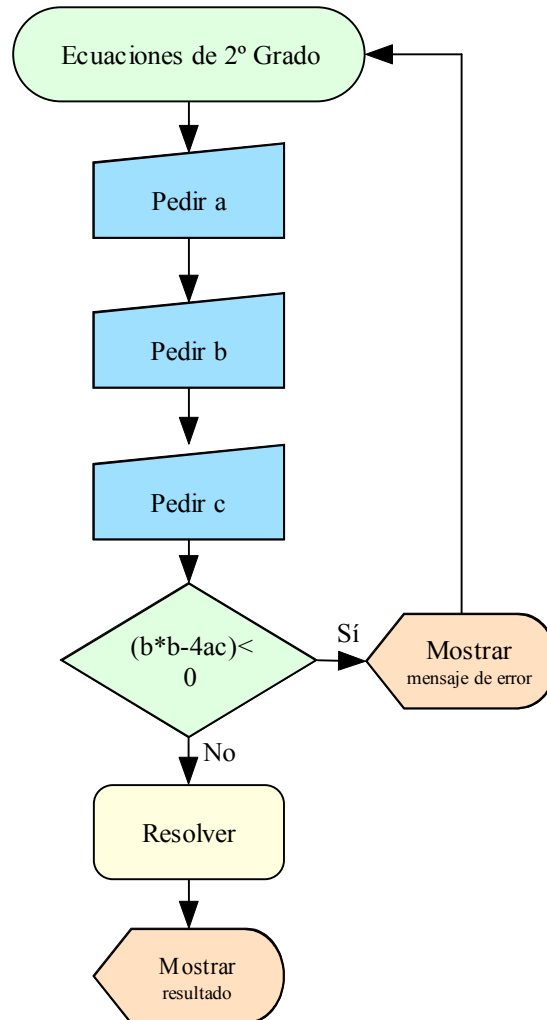 Ecuaciones de 2º Grado
Pedir a
Pedir b
Pedir c
(b*b-4ac)<
0
Sí
Mostrar
mensaje de error
No
Resolver
Mostrar
resultado